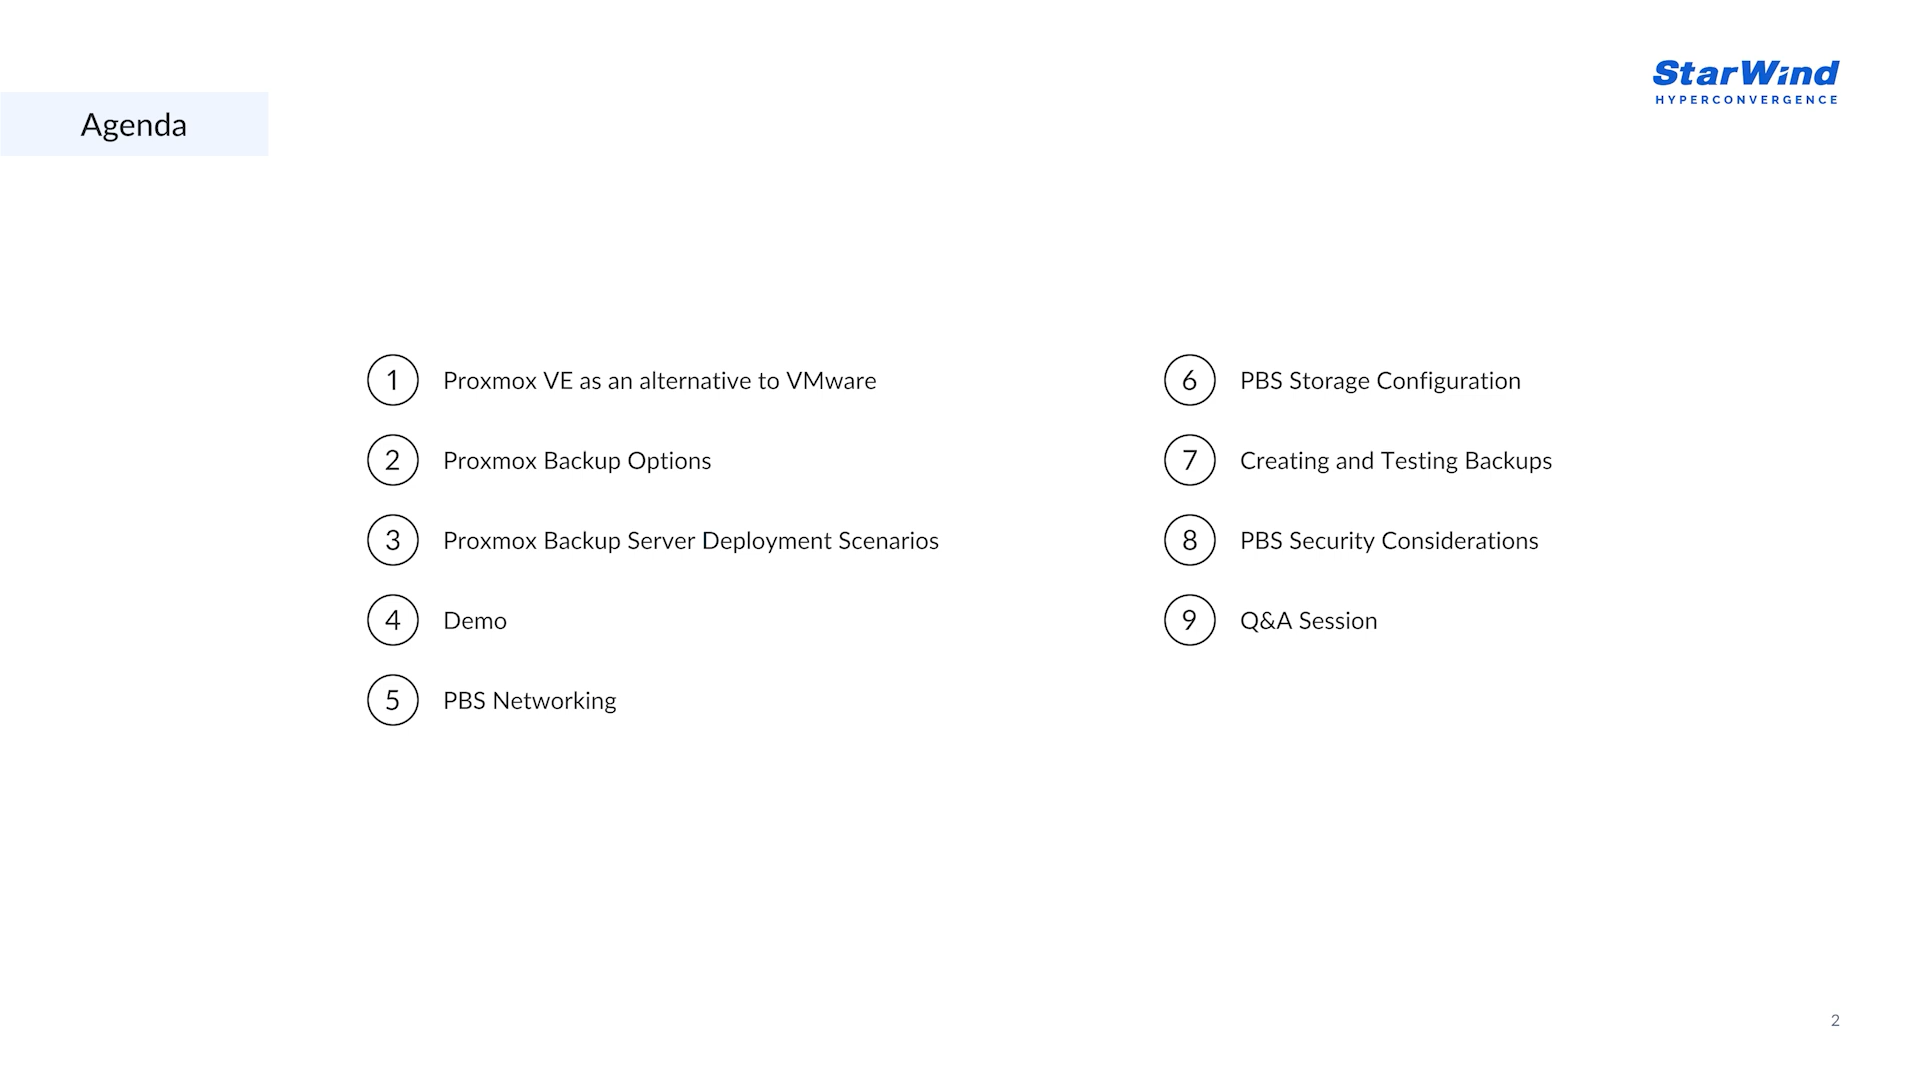 StarWind
HYPERCONVERGENCE
Agenda
1 Proxmox VE as an alternative to VMware
2 Proxmox Backup Options
3 Proxmox Backup Server Deployment Scenarios
4 Demo
5 PBS Networking
6 PBS Storage Configuration
7 Creating and Testing Backups
8 PBS Security Considerations
9 Q&A Session
2